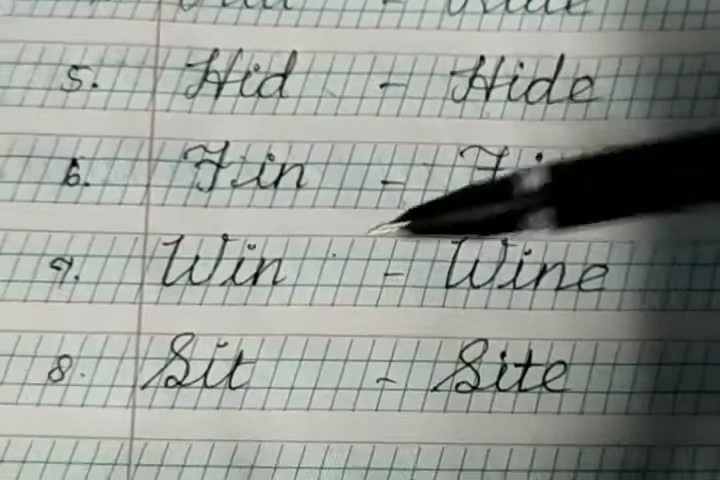 5. Hid - Hide
6. Fin -
7. Win - Wine
8. Sit - Site